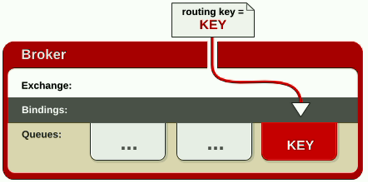 routing key =
KEY
Broker
Exchange:
Bindings:
Queues:
... ... KEY